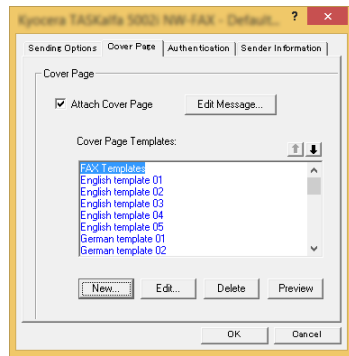 Kyocera TASKalfa 5002i NW-FAX - Default...
? ×
Sending Options Cover Page Authentication Sender Information
Cover Page
Attach Cover Page Edit Message...
Cover Page Templates:
FAX Templates
English template 01
English template 02
English template 03
English template 04
English template 05
German template 01
German template 02
New... Edit... Delete Preview
OK Cancel